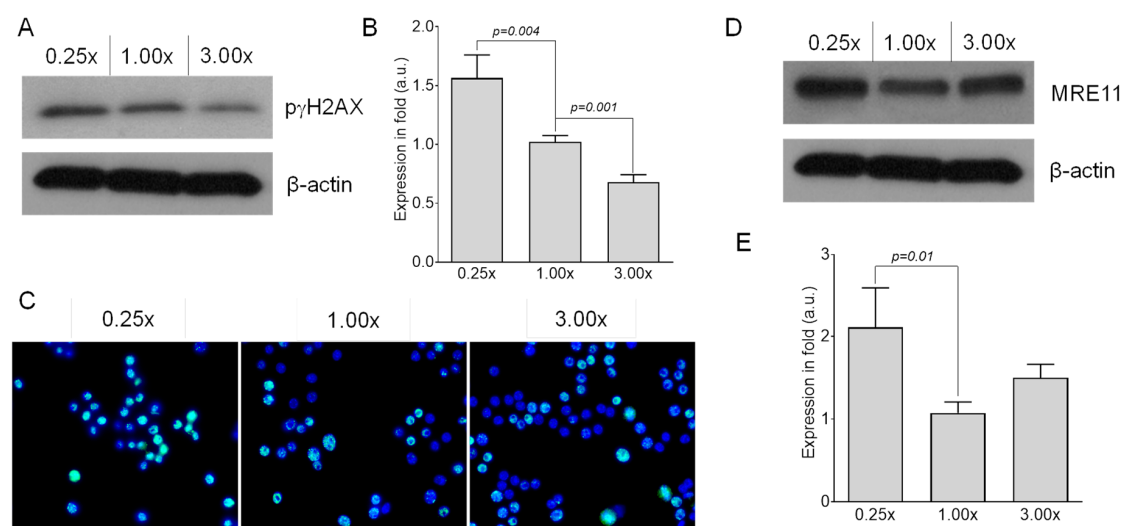 A
0.25x 1.00x 3.00x
pγH2AX
β-actin
B
Expression in fold (a.u.)
2.0
1.5
1.0
0.5
0.0
p=0.004
p=0.001
0.25x 1.00x 3.00x
C
0.25x 1.00x 3.00x
D
0.25x 1.00x 3.00x
MRE11
β-actin
E
Expression in fold (a.u.)
3
2
1
0
p=0.01
0.25x 1.00x 3.00x